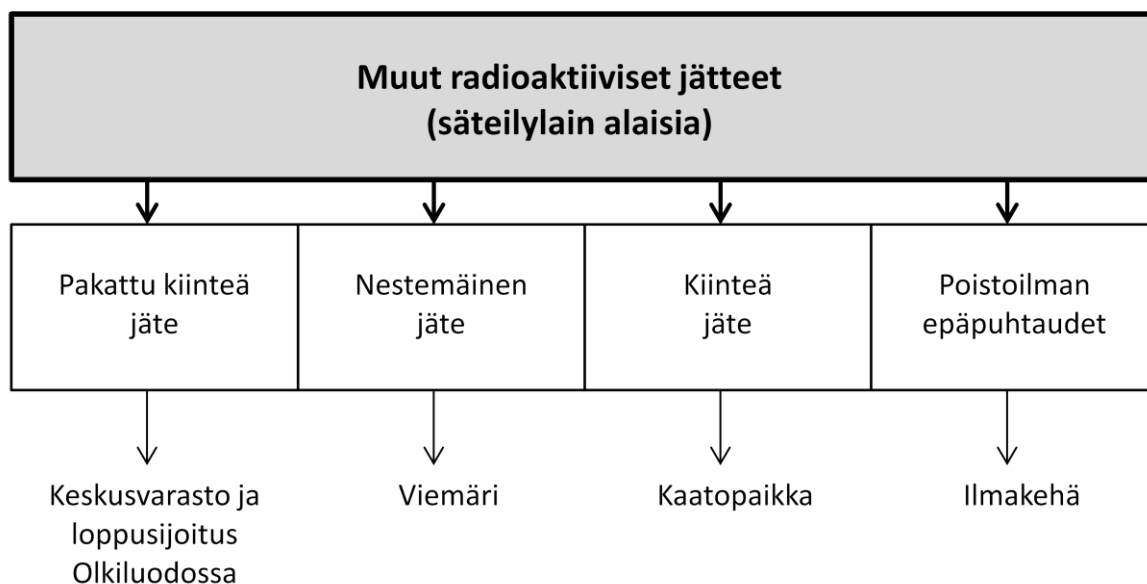 Muut radioaktiiviset jätteet
(säteilylain alaisia)
Pakattu kiinteä
jäte
Nestemäinen
jäte
Kiinteä
jäte
Poistoilman
epäpuhtaudet
Keskusvarasto ja
loppusijoitus
Olkiluodossa
Viemäri
Kaatopaikka
Ilmakehä